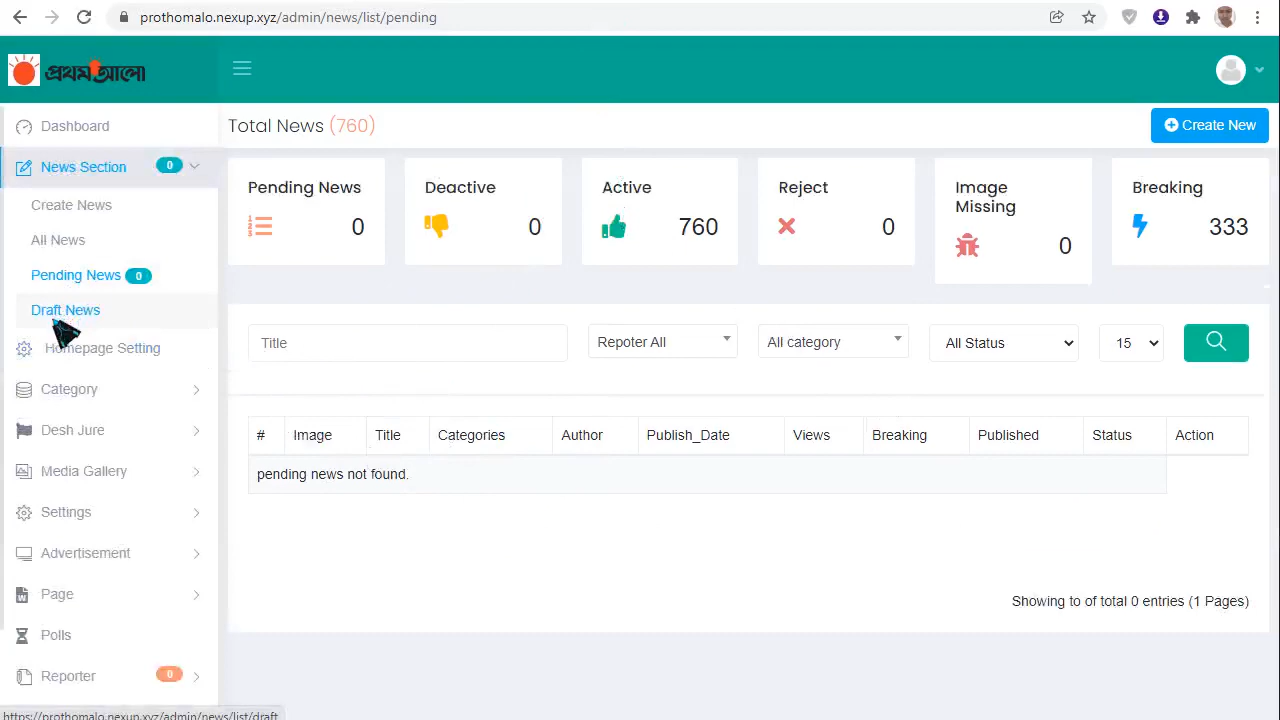 prothomalo.nexup.xyz/admin/news/list/pending
প্রথম আলো
Dashboard
Total News (760)
Create New
News Section 0
Create News
All News
Pending News 0
Draft News
Homepage Setting
Category
Desh Jure
Media Gallery
Settings
Advertisement
Page
Polls
Reporter 0
Pending News
0
Deactive
0
Active
760
Reject
0
Image
Missing
0
Breaking
333
Title
Repoter All
All category
All Status
15
# Image Title Categories Author Publish_Date Views Breaking Published Status Action
pending news not found.
Showing to of total 0 entries (1 Pages)
https://prothomalo.nexup.xyz/admin/news/list/draft